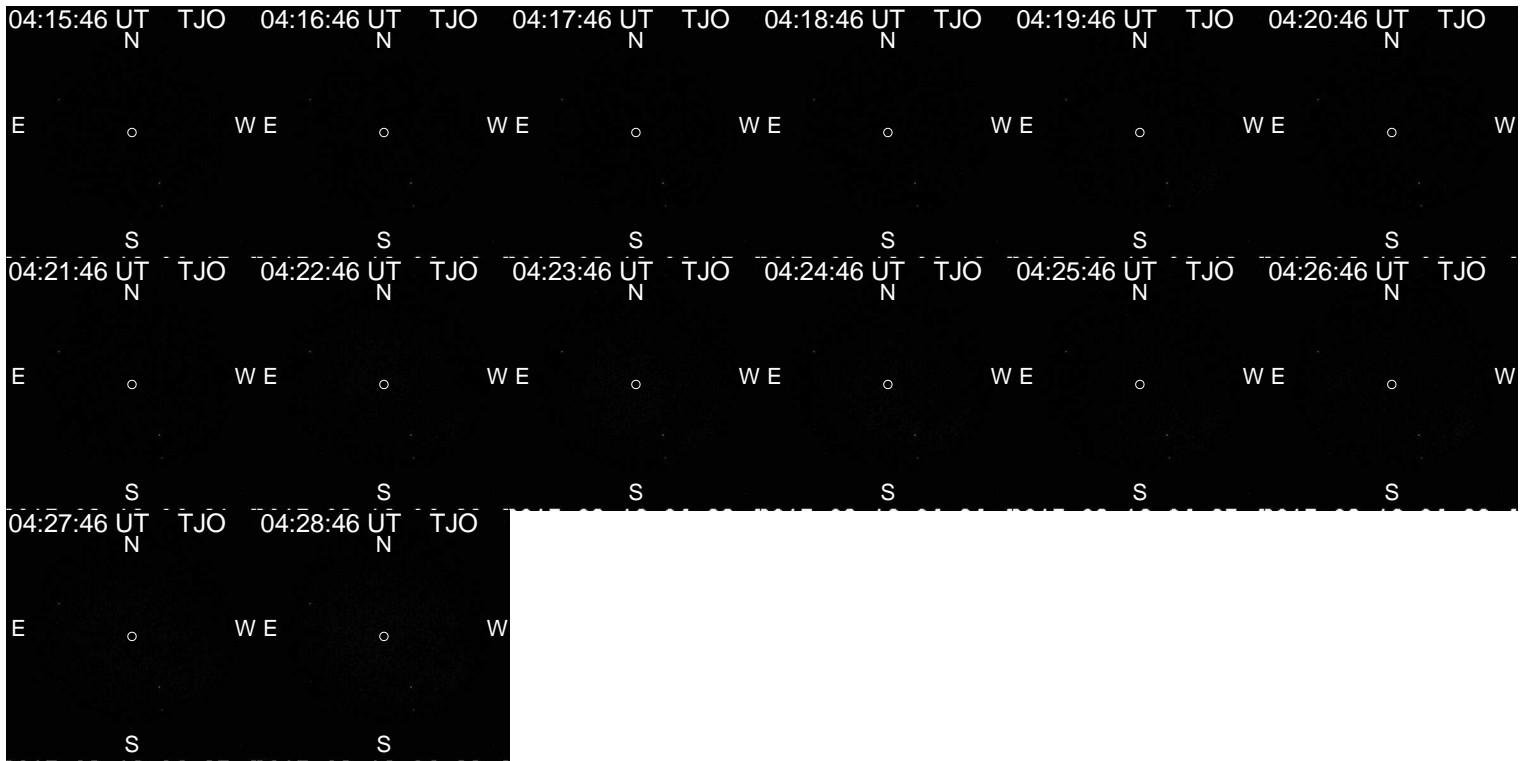 04:15:46 UT TJO 04:16:46 UT TJO 04:17:46 UT TJO 04:18:46 UT TJO 04:19:46 UT TJO 04:20:46 UT TJO
N N N N N N
E W E W E W E W E W E W
S S S S S S
04:21:46 UT TJO 04:22:46 UT TJO 04:23:46 UT TJO 04:24:46 UT TJO 04:25:46 UT TJO 04:26:46 UT TJO
N N N N N N
E W E W E W E W E W E W
S S S S S S
04:27:46 UT TJO 04:28:46 UT TJO
N N
E W E W
S S